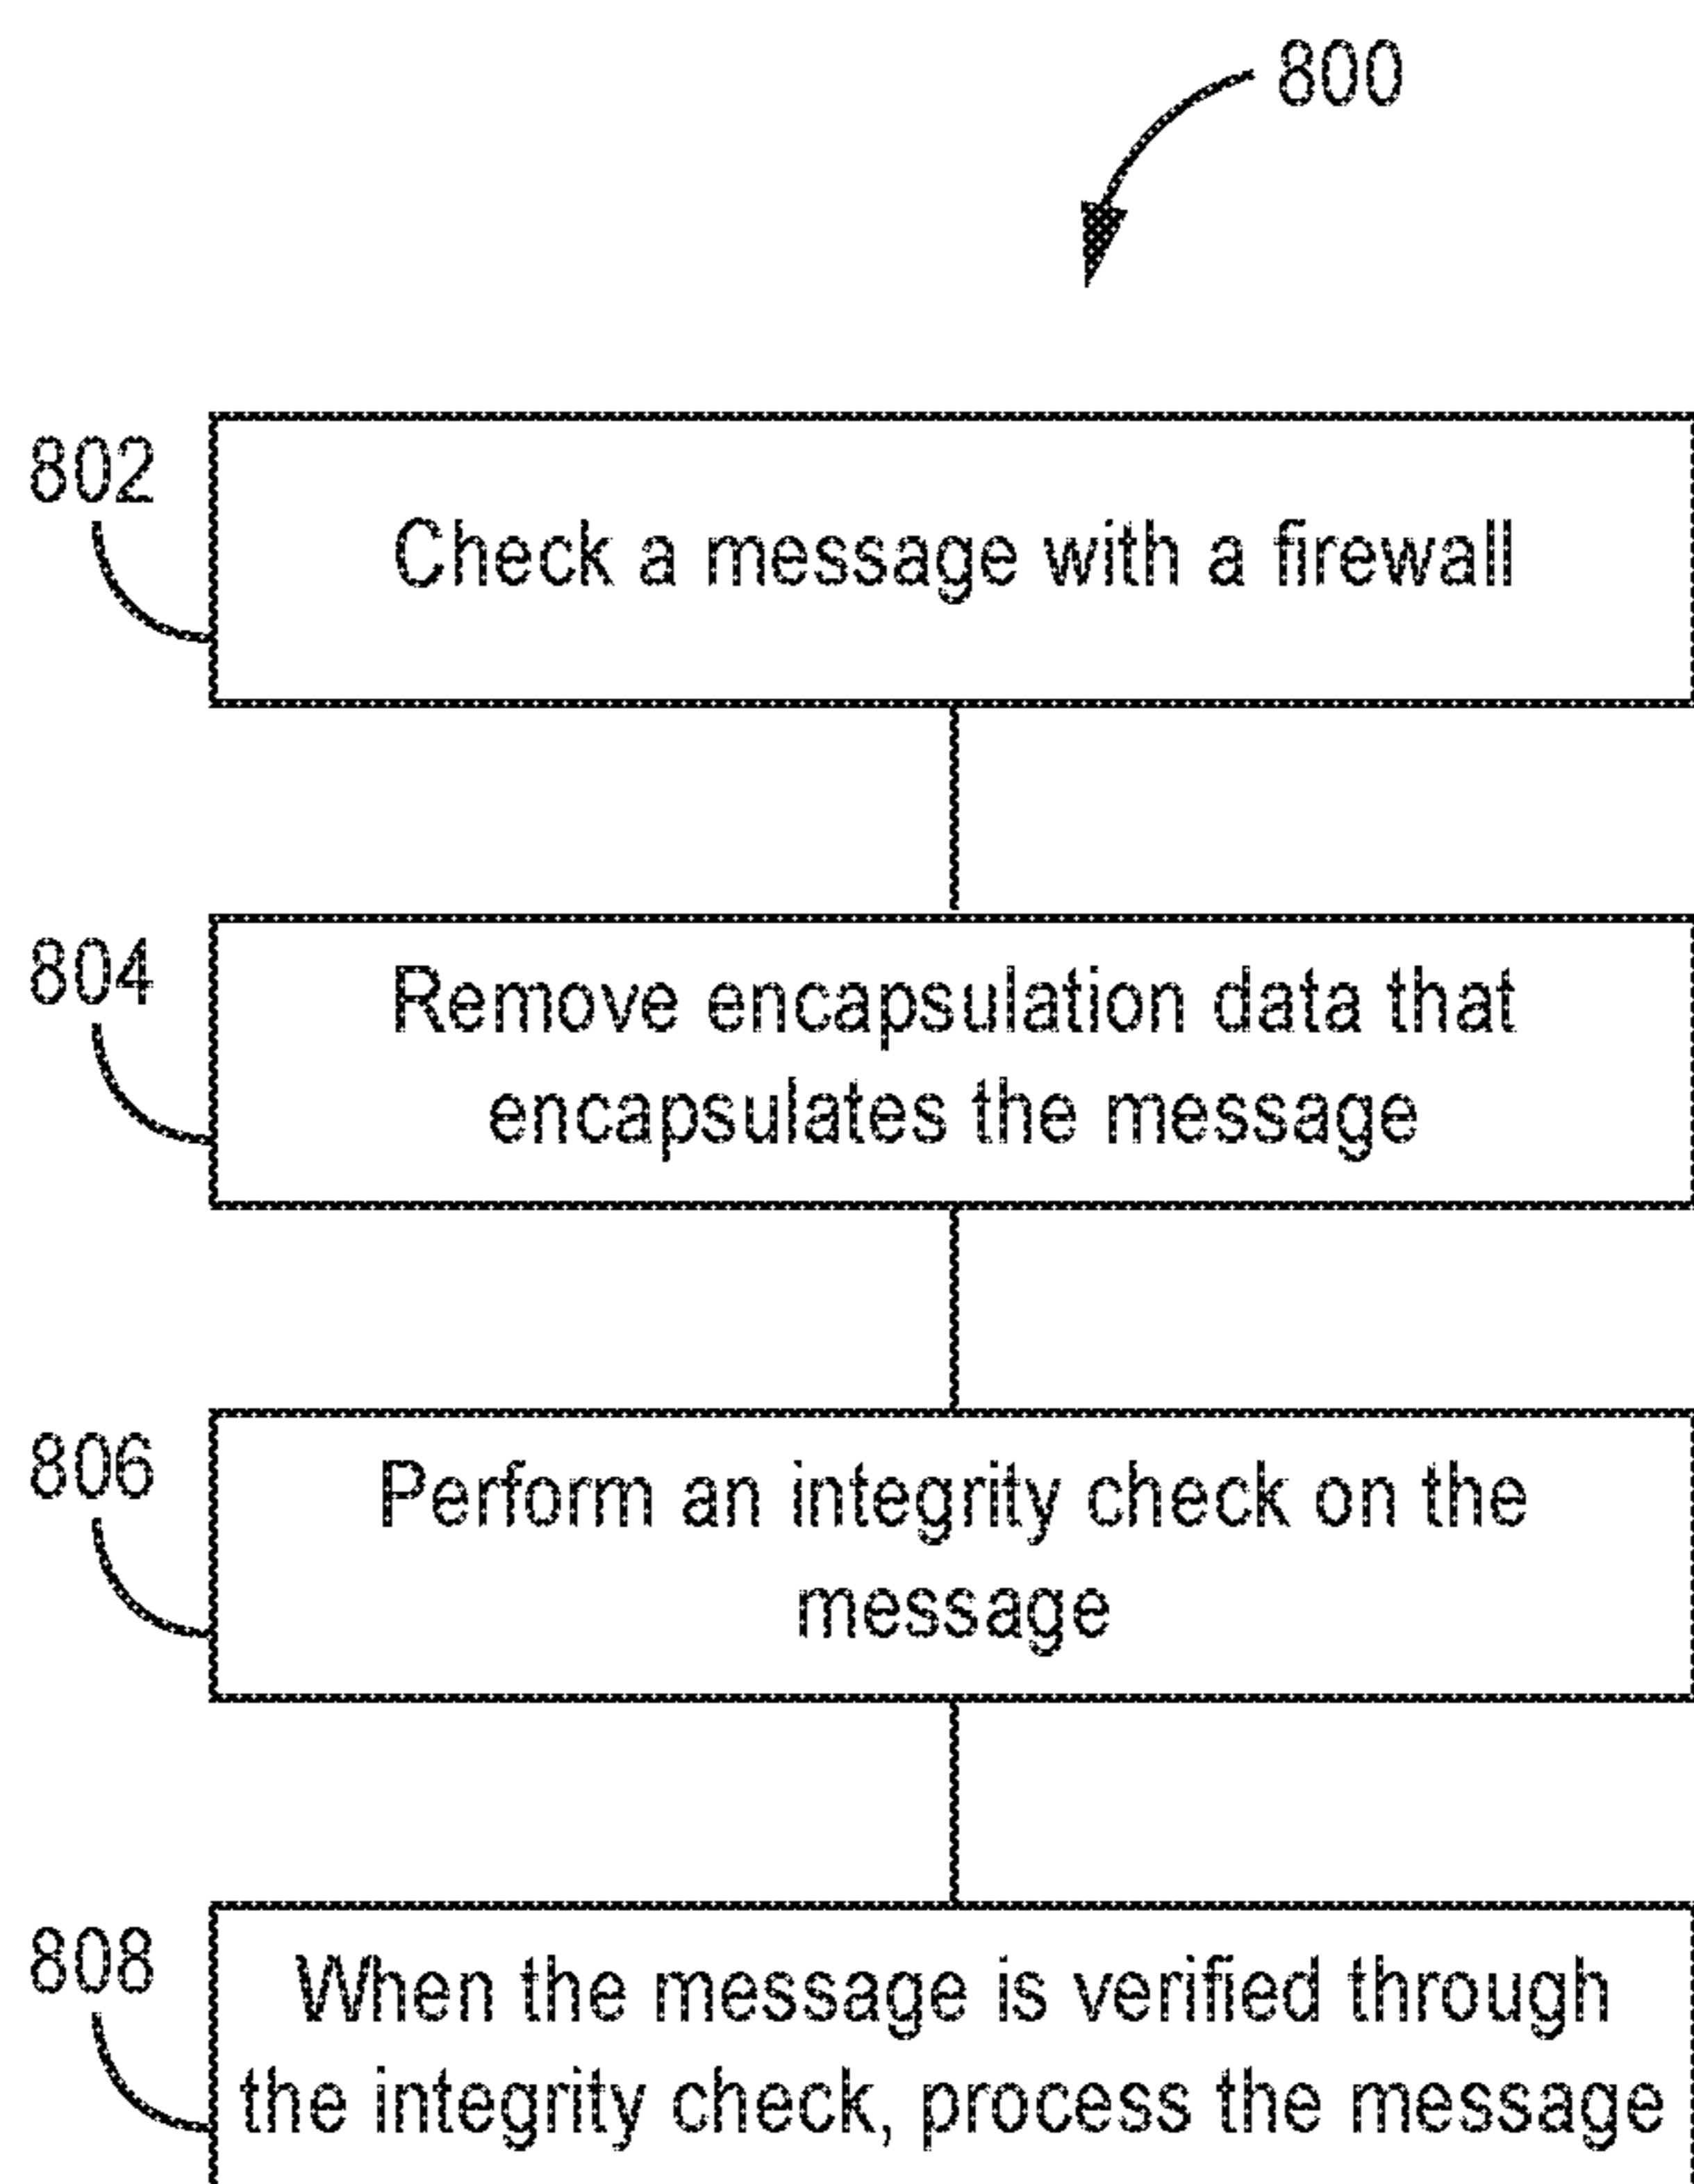 800
802
Check a message with a firewall
804
Remove encapsulation data that
encapsulates the message
806
Perform an integrity check on the
message
808
When the message is verified through
the integrity check, process the message